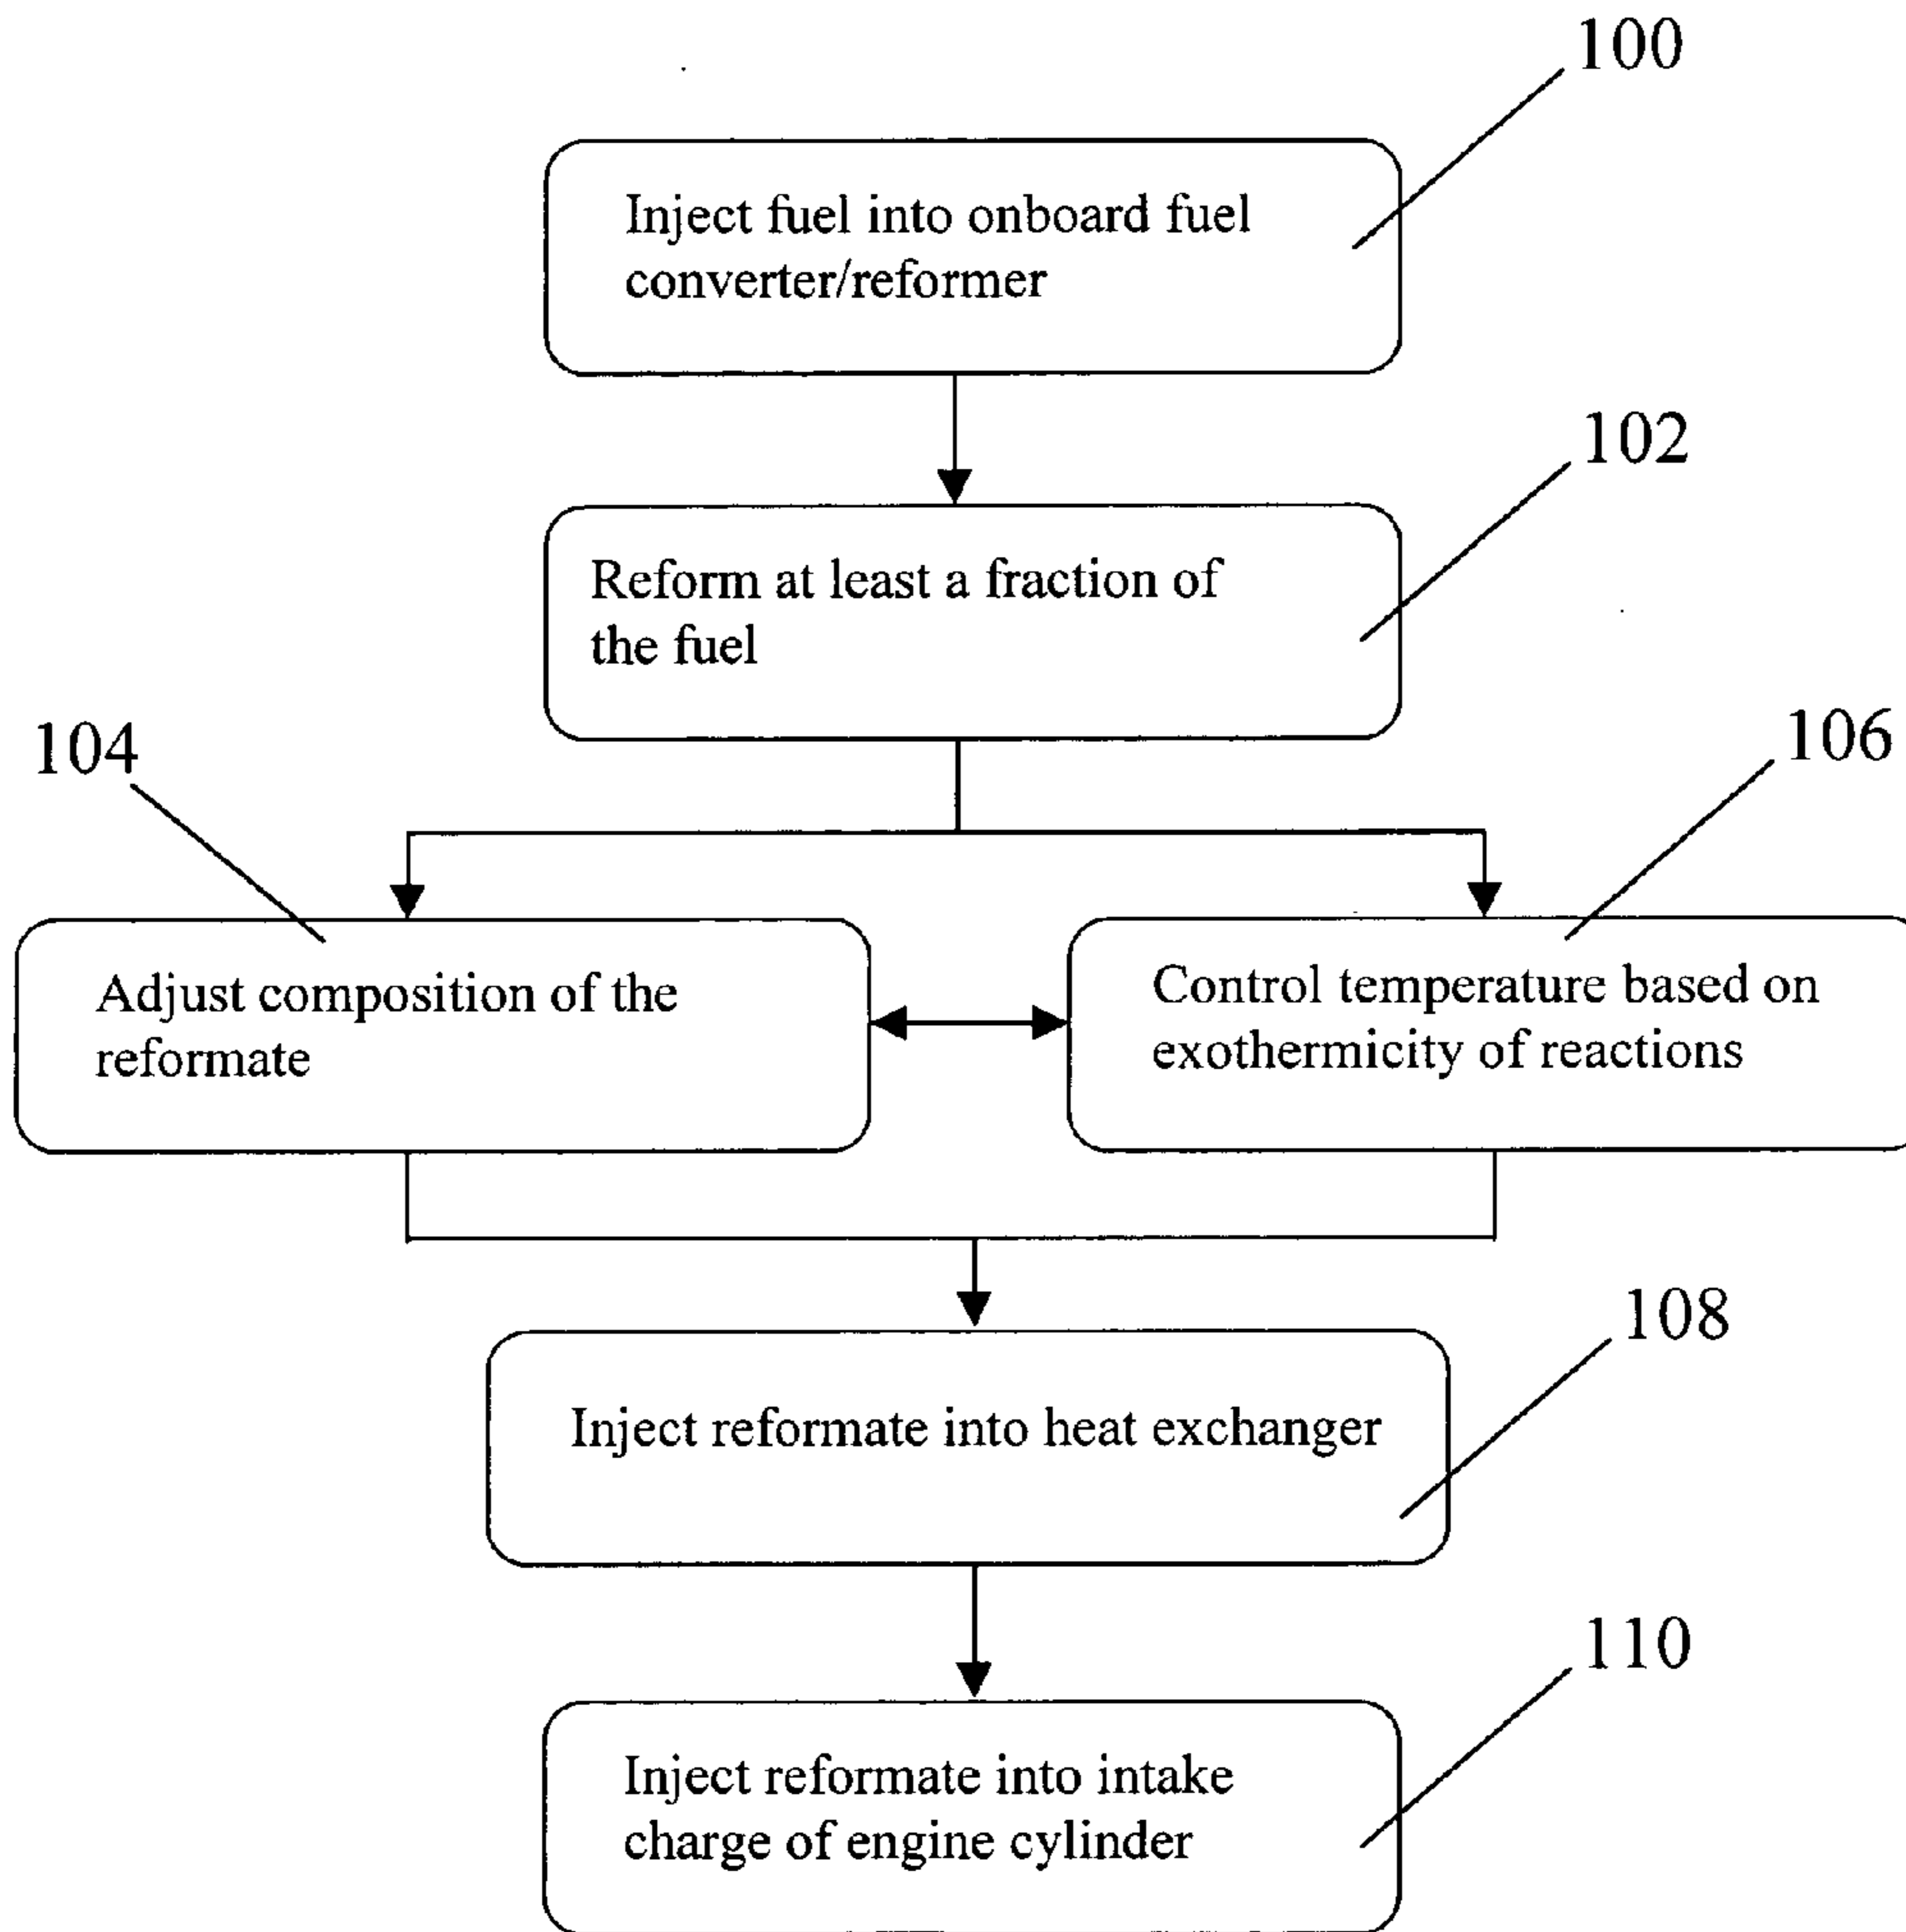 100
Inject fuel into onboard fuel
converter/reformer
102
Reform at least a fraction of
the fuel
104
106
Adjust composition of the
reformate
Control temperature based on
exothermicity of reactions
108
Inject reformate into heat exchanger
110
Inject reformate into intake
charge of engine cylinder